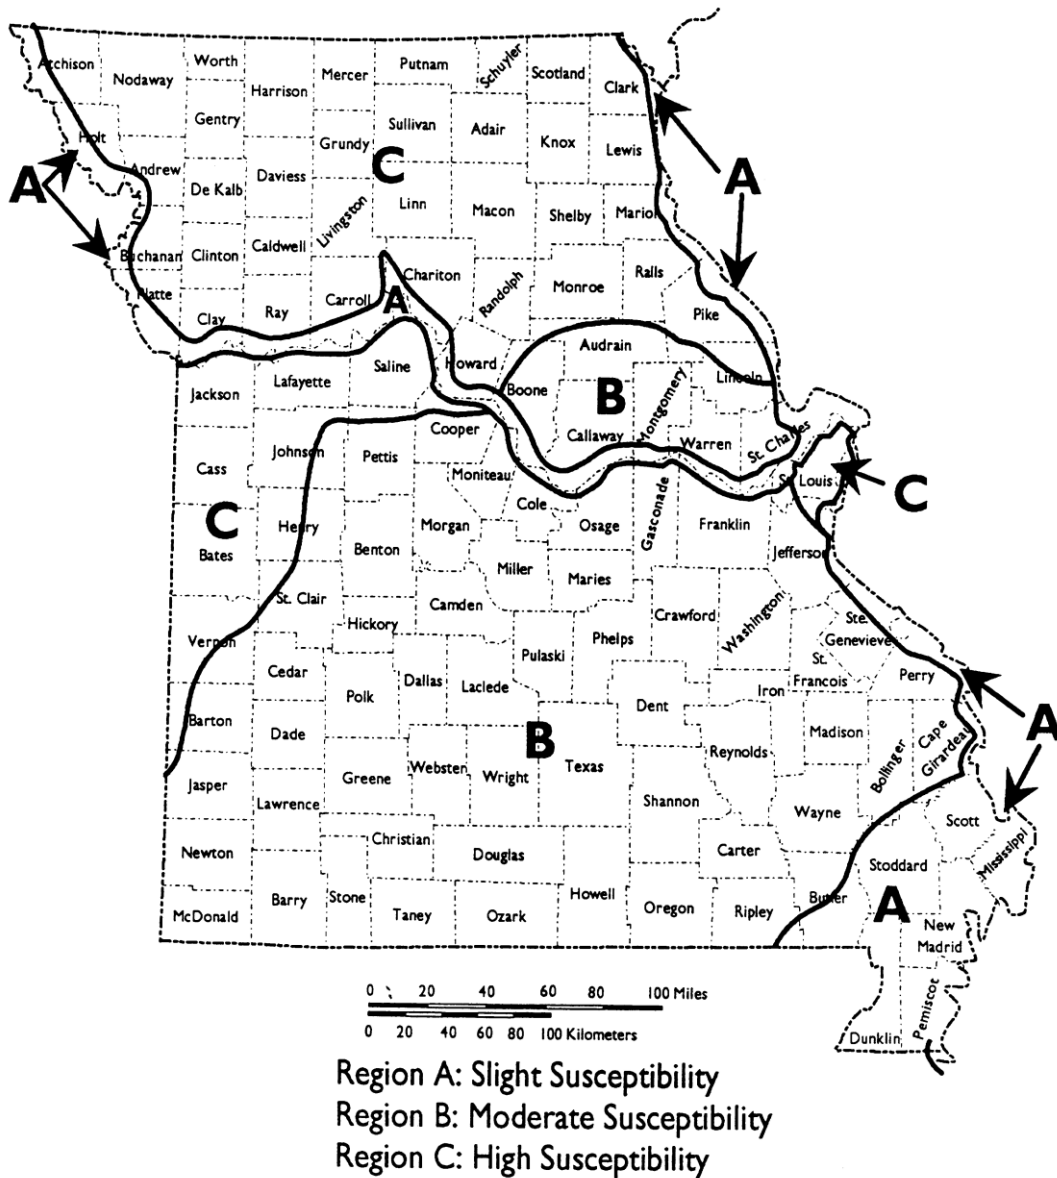 Atchison
Nodaway
Worth
Harrison
Mercer
Putnam
Schuyler
Scotland
Clark
Gentry
Sullivan
Adair
Knox
Lewis
Holt
Grundy
C
A
Andrew
De Kalb
Daviess
A
Livingston
Linn
Macon
Shelby
Marion
Buchanan
Clinton
Caldwell
Chariton
Randolph
Monroe
Ralls
Platte
Clay
Ray
Carroll
A
Pike
Saline
Howard
Audrain
Jackson
Lafayette
Boone
B
Montgomery
Lincoln
Cooper
Callaway
Warren
St. Charles
Cass
Johnson
Pettis
Moniteau
St. Louis
C
C
Cole
Gasconade
Henry
Morgan
Osage
Franklin
Bates
Benton
Miller
Maries
Jefferson
St. Clair
Camden
Crawford
Washington
Hickory
Ste.
Genevieve
Vernon
Cedar
Dallas
Laclede
Pulaski
Phelps
St.
Francois
Perry
Polk
Iron
Dent
A
Barton
Dade
B
Madison
Bollinger
Cape
Girardeau
Jasper
Greene
Webster
Wright
Texas
Reynolds
Lawrence
Shannon
Wayne
Scott
Newton
Christian
Douglas
Carter
Stoddard
Mississippi
McDonald
Barry
Stone
Taney
Ozark
Howell
Oregon
Ripley
Butler
A
New
Madrid
Dunklin
Pemiscot
0 20 40 60 80 100 Miles
0 20 40 60 80 100 Kilometers
Region A: Slight Susceptibility
Region B: Moderate Susceptibility
Region C: High Susceptibility